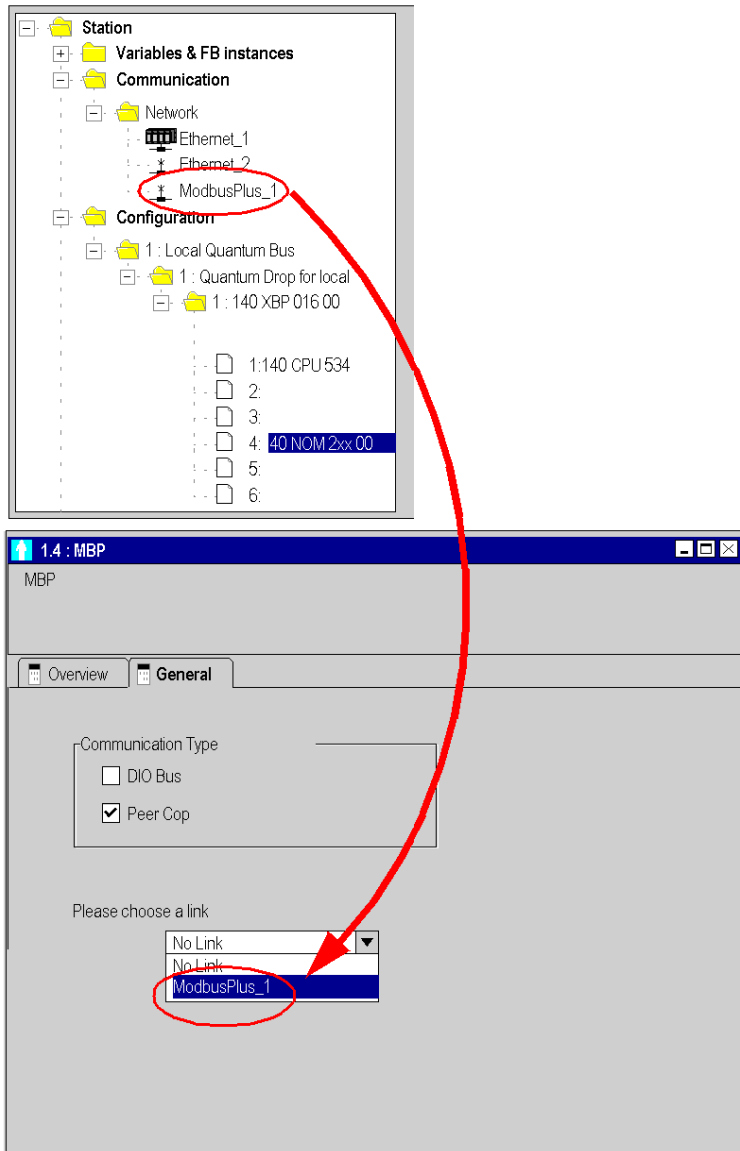 Station
Variables & FB instances
Communication
Network
Ethernet_1
Ethernet_2
ModbusPlus_1
Configuration
1 : Local Quantum Bus
1 : Quantum Drop for local
1 : 140 XBP 016 00
1:140 CPU 534
2:
3:
4: 40 NOM 2xx 00
5:
6:
1.4 : MBP
MBP
Overview General
Communication Type
DIO Bus
Peer Cop
Please choose a link
No Link
No Link
ModbusPlus_1